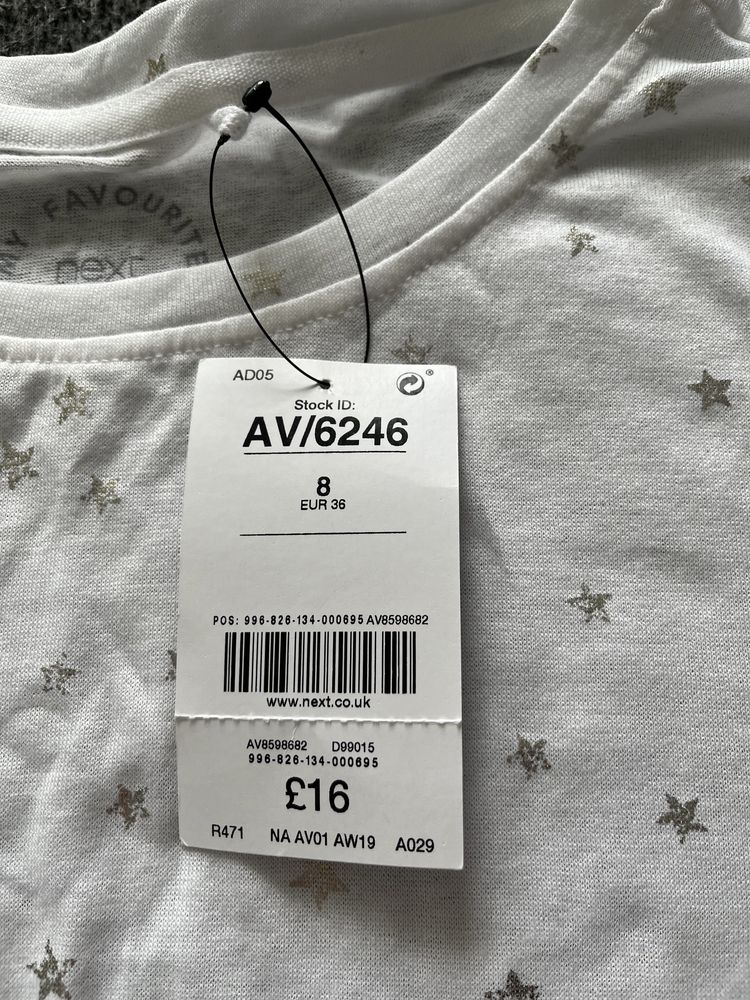 MY FAVOURITE
next
AD05
®
Stock ID:
AV/6246
8
EUR 36
POS: 996-826-134-000695 AV8598682
www.next.co.uk
AV8598682 D99015
996-826-134-000695
£16
R471 NA AV01 AW19 A029